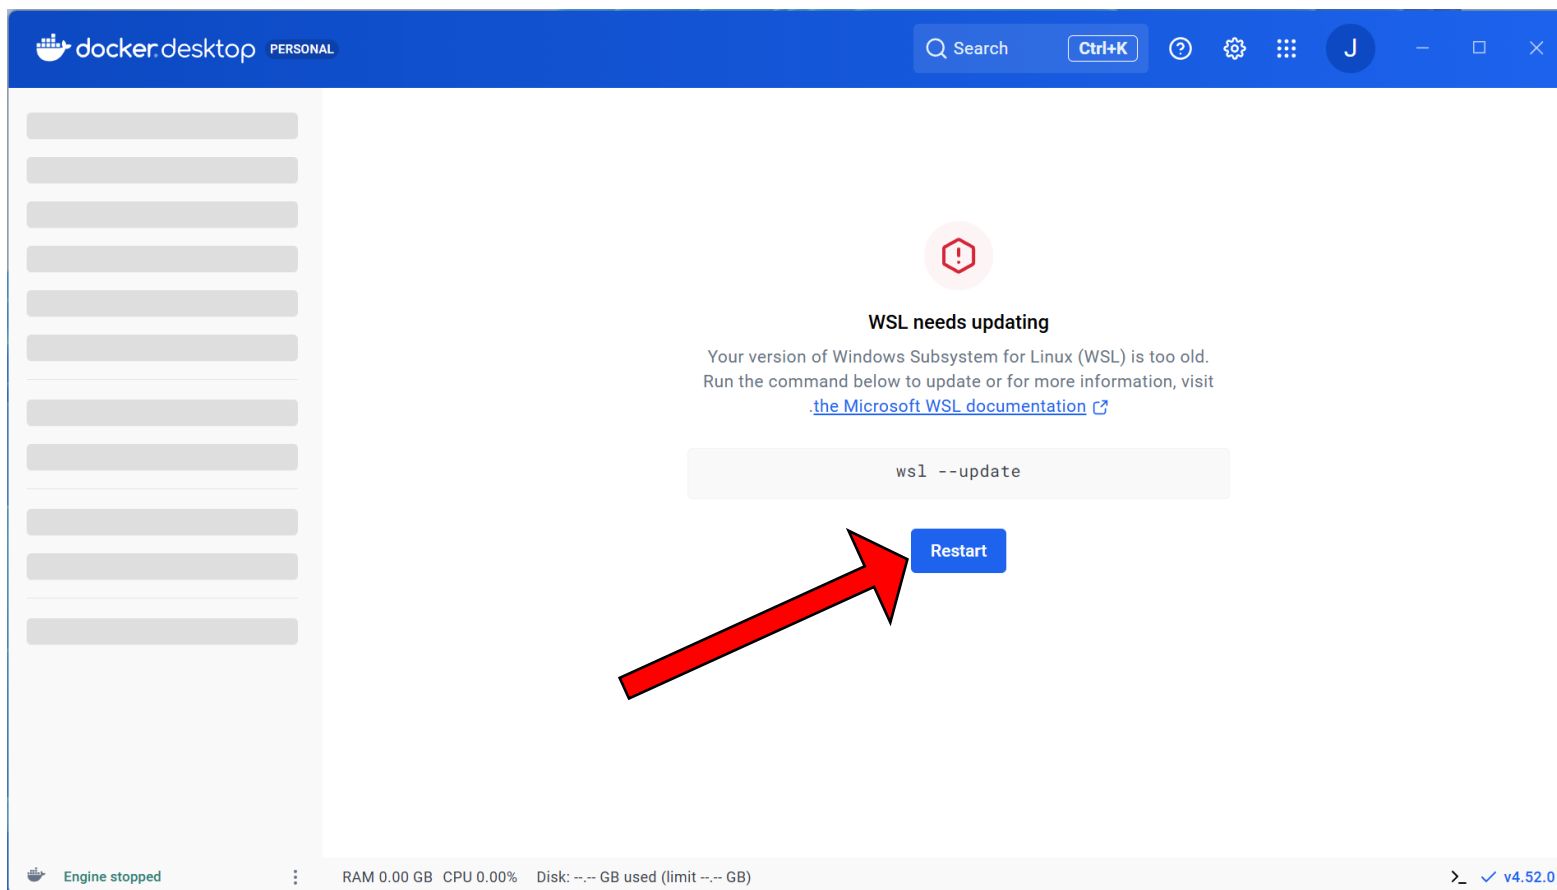 docker.desktop PERSONAL
Search Ctrl+K
J
WSL needs updating
Your version of Windows Subsystem for Linux (WSL) is too old.
Run the command below to update or for more information, visit
.the Microsoft WSL documentation
wsl --update
Restart
Engine stopped
RAM 0.00 GB CPU 0.00% Disk: --.-- GB used (limit --.-- GB)
v4.52.0